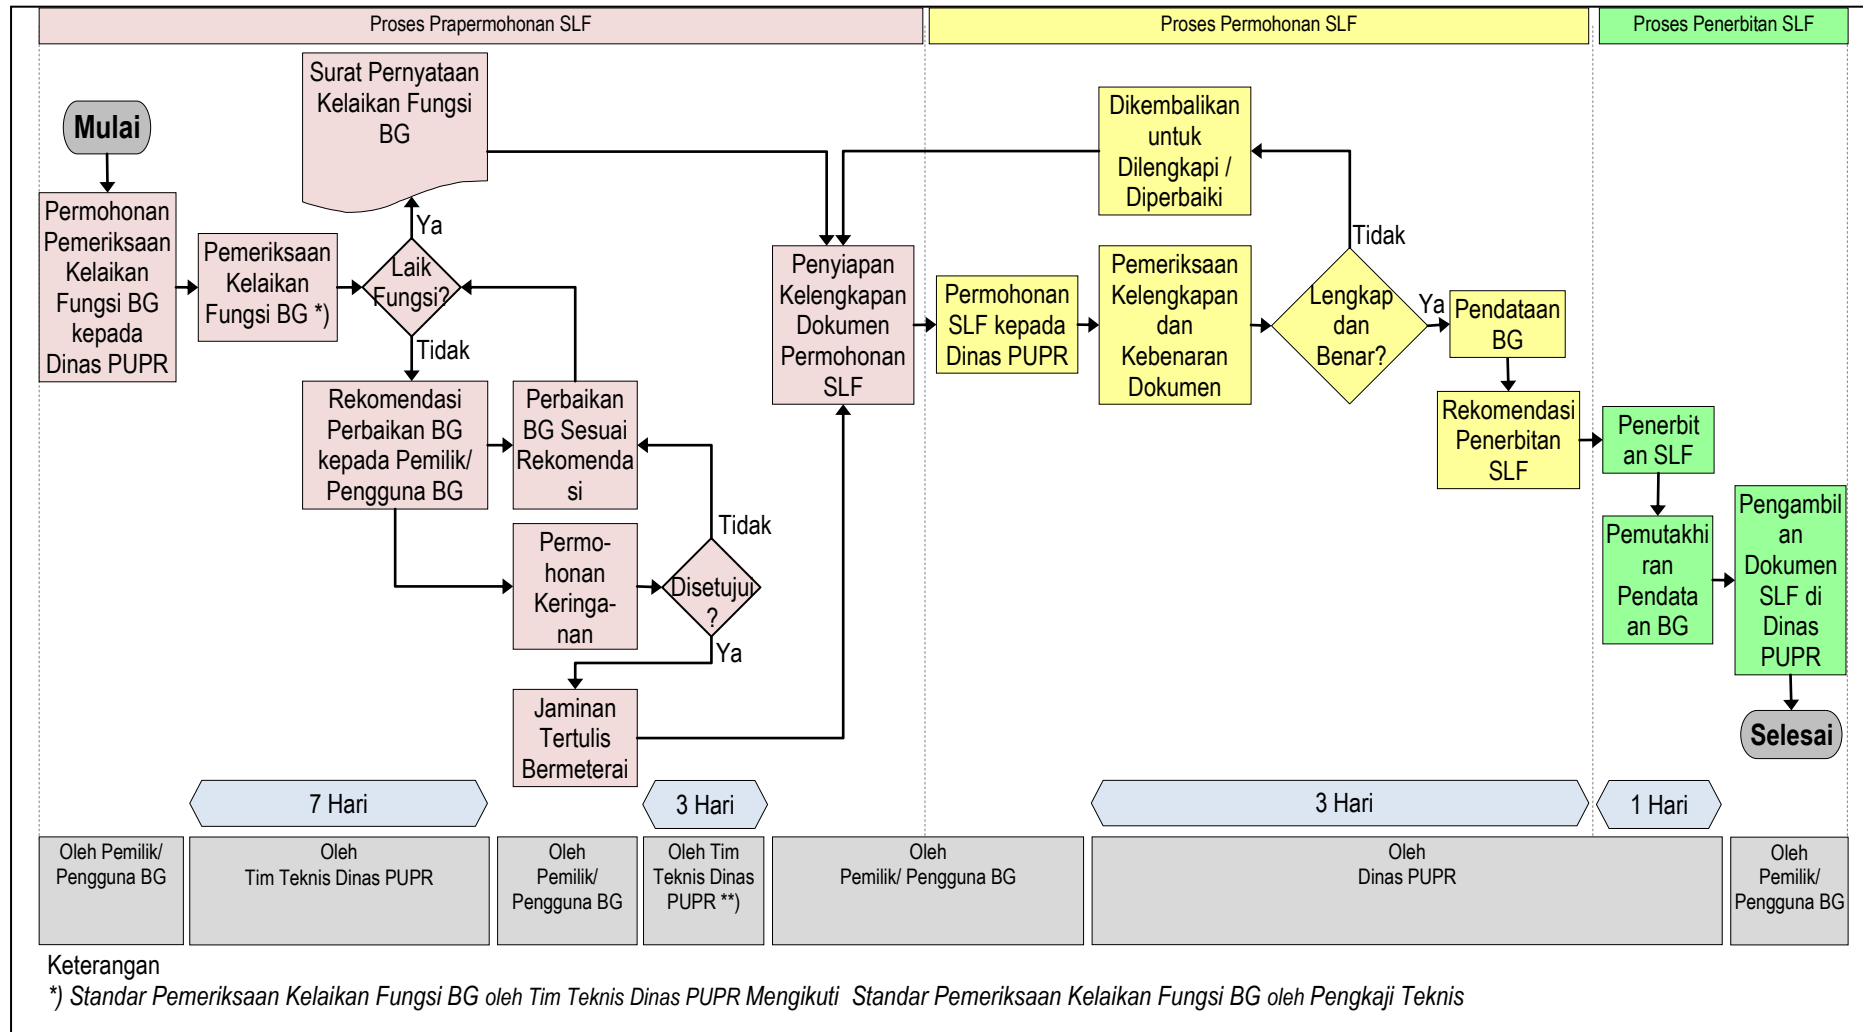 Proses Prapermohonan SLF
Proses Permohonan SLF
Proses Penerbitan SLF
Mulai
Permohonan
Pemeriksaan
Kelaikan
Fungsi BG
kepada
Dinas PUPR
Pemeriksaan
Kelaikan
Fungsi BG *)
Surat Pernyataan
Kelaikan Fungsi
BG
Ya
Laik
Fungsi?
Tidak
Rekomendasi
Perbaikan BG
kepada Pemilik/
Pengguna BG
Perbaikan
BG Sesuai
Rekomenda
si
Permo-
honan
Keringa-
nan
Tidak
Disetujui
?
Ya
Jaminan
Tertulis
Bermeterai
Penyiapan
Kelengkapan
Dokumen
Permohonan
SLF
Permohonan
SLF kepada
Dinas PUPR
Dikembalikan
untuk
Dilengkapi /
Diperbaiki
Pemeriksaan
Kelengkapan
dan
Kebenaran
Dokumen
Tidak
Lengkap
dan
Benar?
Ya
Pendataan
BG
Rekomendasi
Penerbitan
SLF
Penerbit
an SLF
Pemutakhi
ran
Pendata
an BG
Pengambil
an
Dokumen
SLF di
Dinas
PUPR
Selesai
7 Hari
3 Hari
3 Hari
1 Hari
Oleh Pemilik/
Pengguna BG
Oleh
Tim Teknis Dinas PUPR
Oleh
Pemilik/
Pengguna BG
Oleh Tim
Teknis Dinas
PUPR **)
Oleh
Pemilik/ Pengguna BG
Oleh
Dinas PUPR
Oleh
Pemilik/
Pengguna BG
Keterangan
*) Standar Pemeriksaan Kelaikan Fungsi BG oleh Tim Teknis Dinas PUPR Mengikuti Standar Pemeriksaan Kelaikan Fungsi BG oleh Pengkaji Teknis